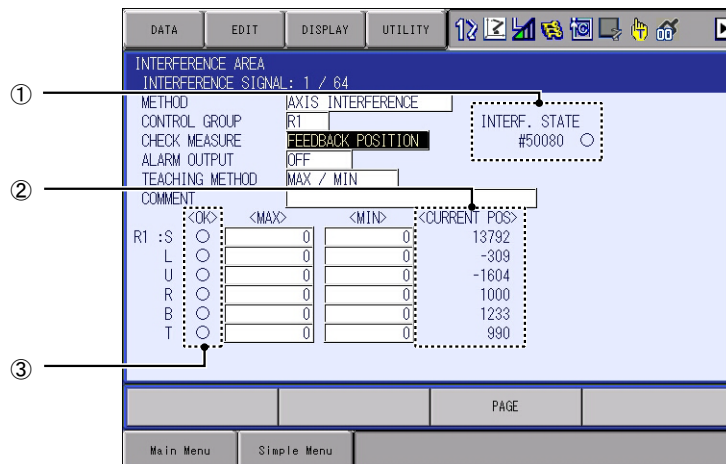 DATA EDIT DISPLAY UTILITY
INTERFERENCE AREA
INTERFERENCE SIGNAL: 1 / 64
① METHOD AXIS INTERFERENCE
CONTROL GROUP R1 INTERF. STATE
CHECK MEASURE FEEDBACK POSITION #50080
ALARM OUTPUT OFF
② TEACHING METHOD MAX / MIN
COMMENT
<OK> <MAX> <MIN> <CURRENT POS>
R1 :S 0 0 13792
L 0 0 -309
U 0 0 -1604
R 0 0 1000
B 0 0 1233
T 0 0 990
③
PAGE
Main Menu Simple Menu